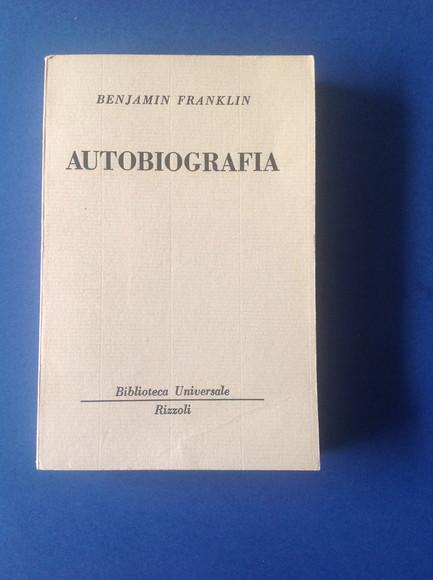 BENJAMIN FRANKLIN
AUTOBIOGRAFIA
Biblioteca Universale
Rizzoli